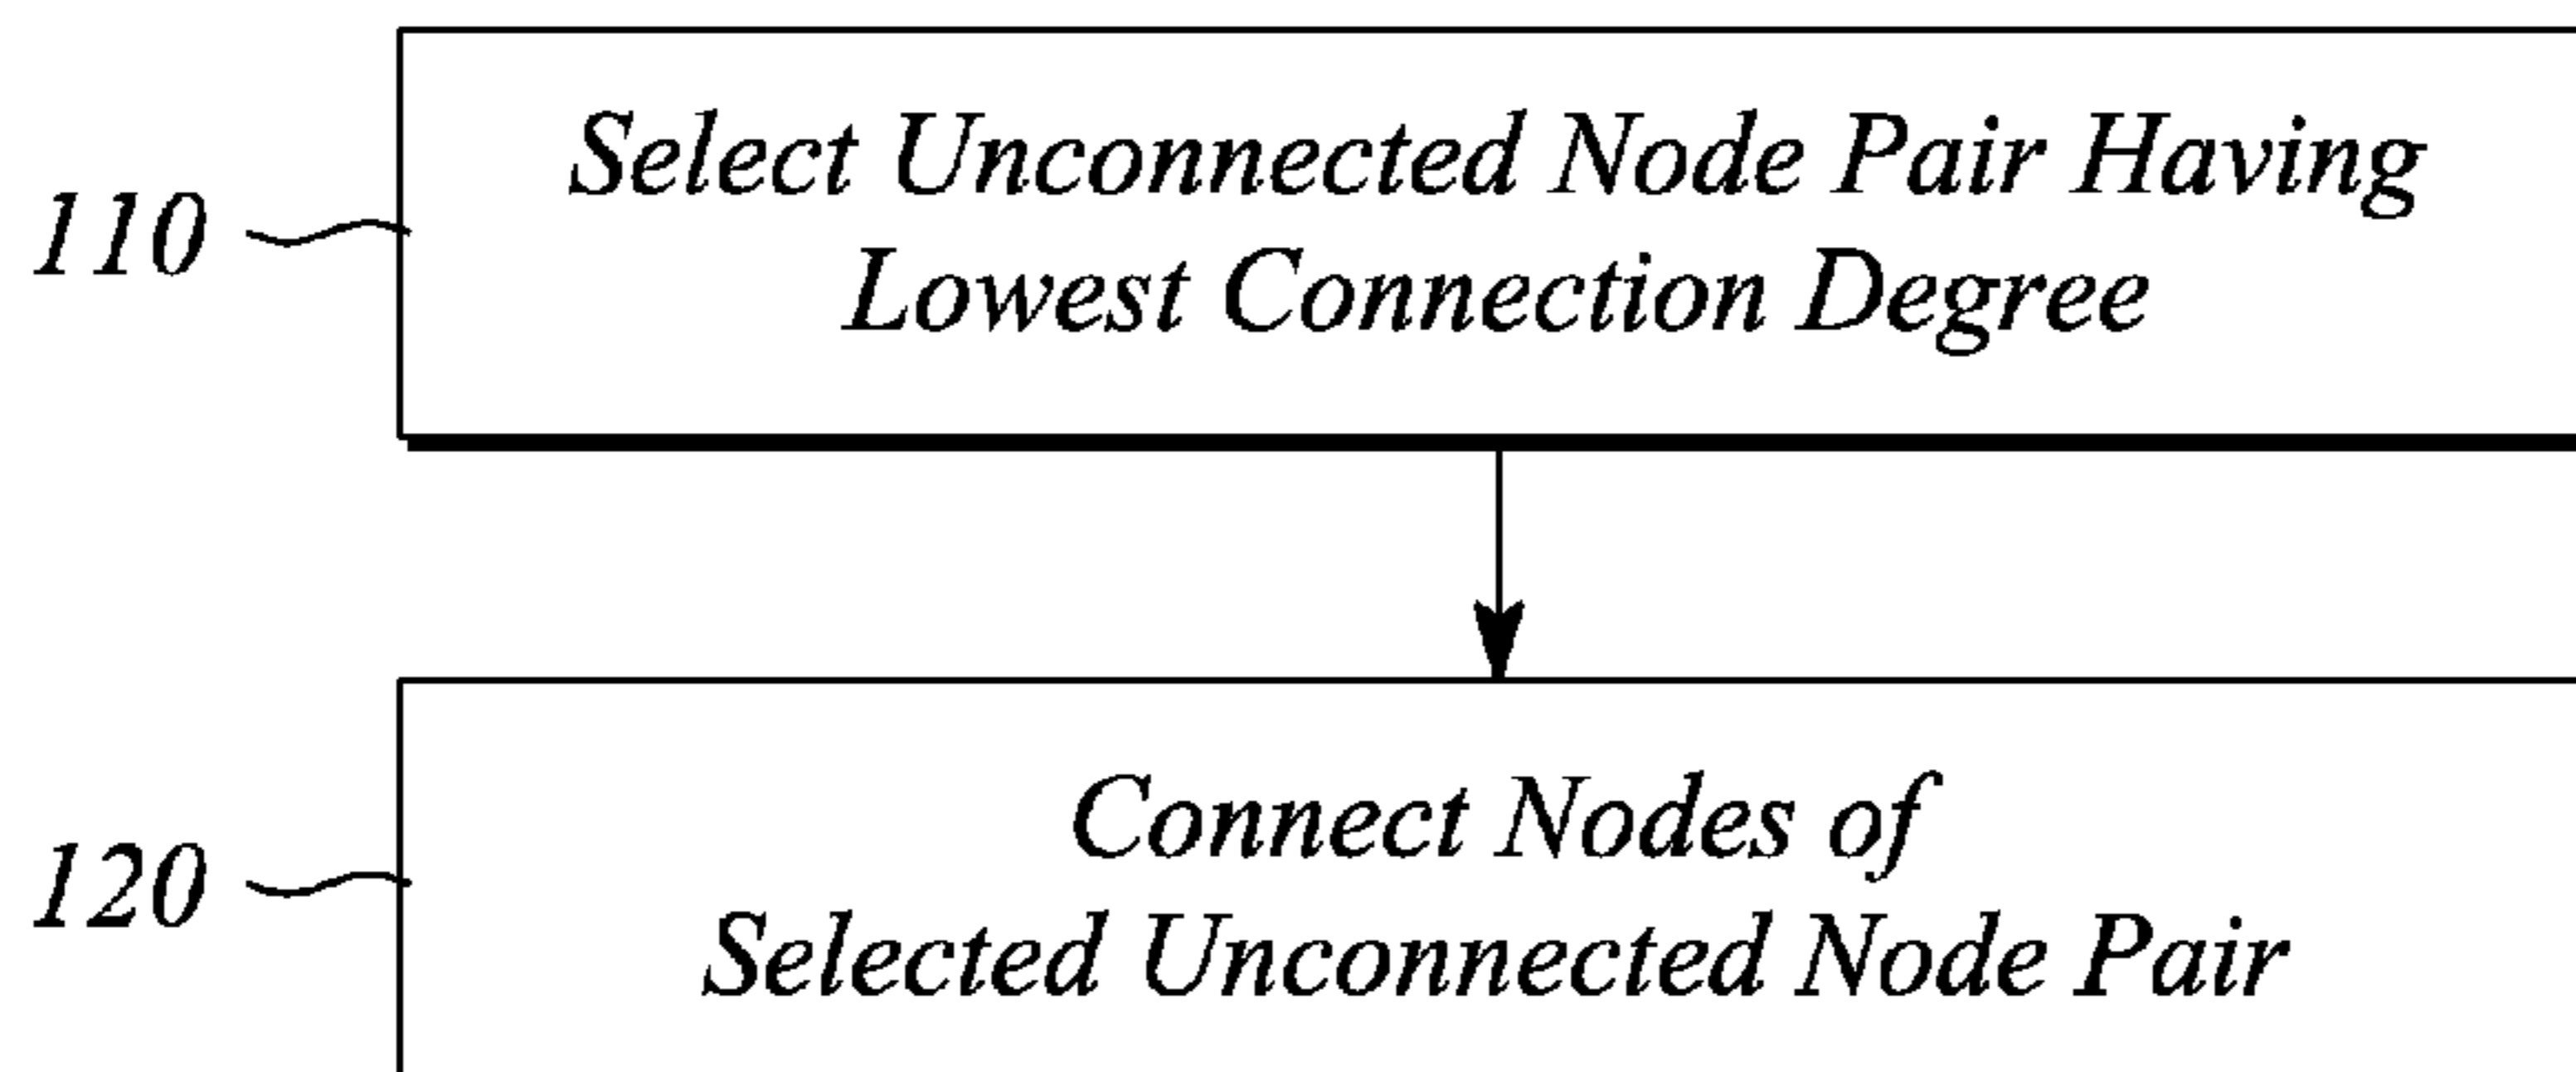 110
Select Unconnected Node Pair Having
Lowest Connection Degree
120
Connect Nodes of
Selected Unconnected Node Pair